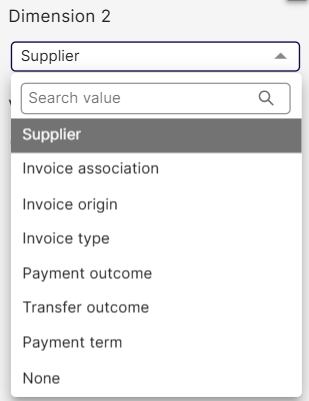 Dimension 2
Supplier
Search value
Supplier
Invoice association
Invoice origin
Invoice type
Payment outcome
Transfer outcome
Payment term
None